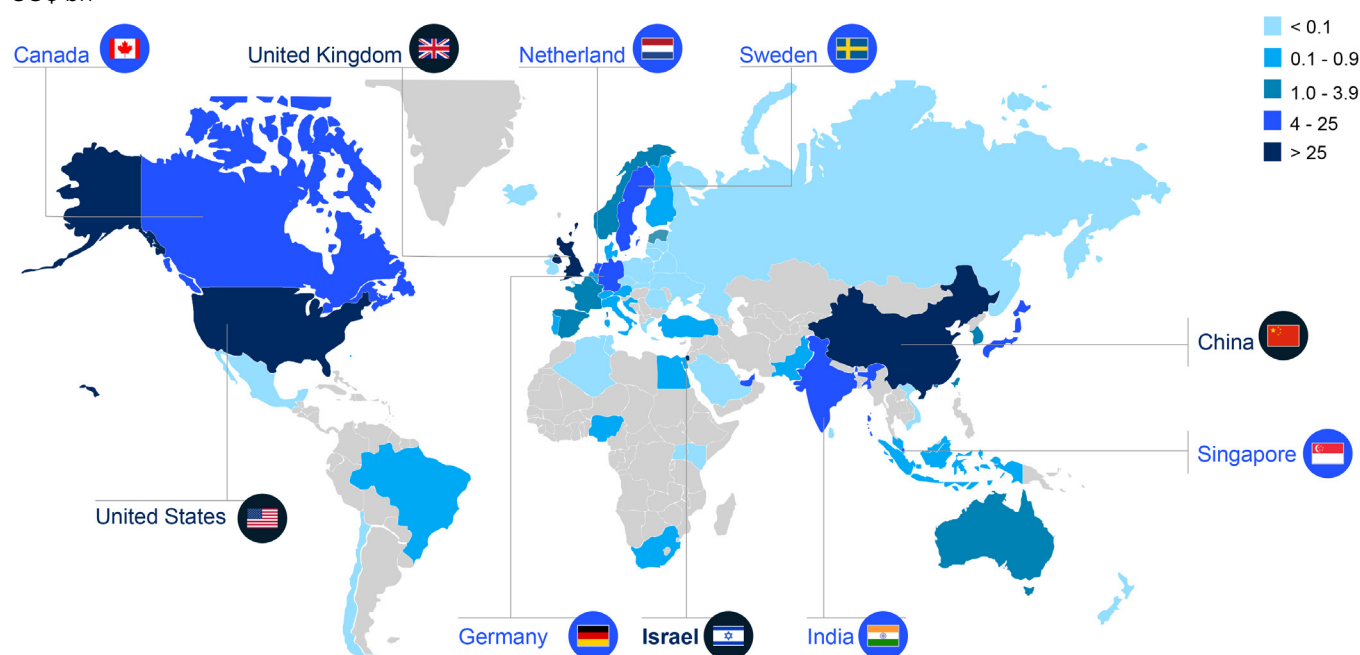 Canada
United Kingdom
Netherland
Sweden
< 0.1
0.1 - 0.9
1.0 - 3.9
4 - 25
> 25
China
Singapore
United States
Germany
Israel
India